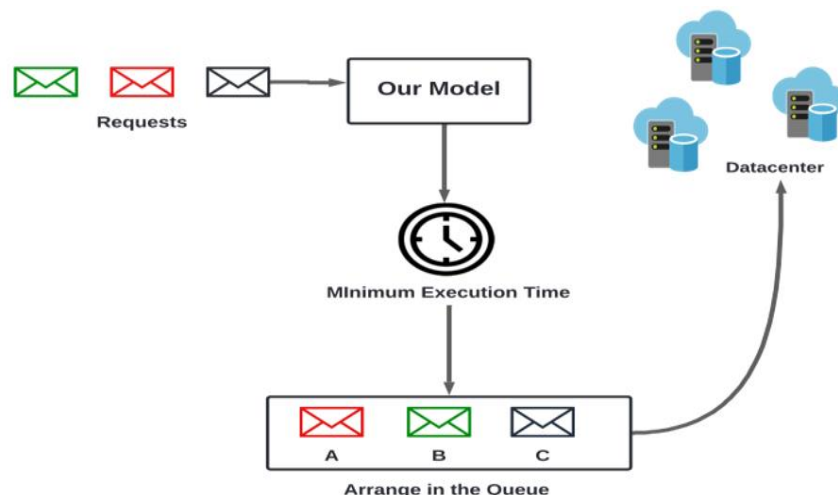 Our Model
Requests
Datacenter
MInimum Execution Time
A B C
Arrange in the Queue